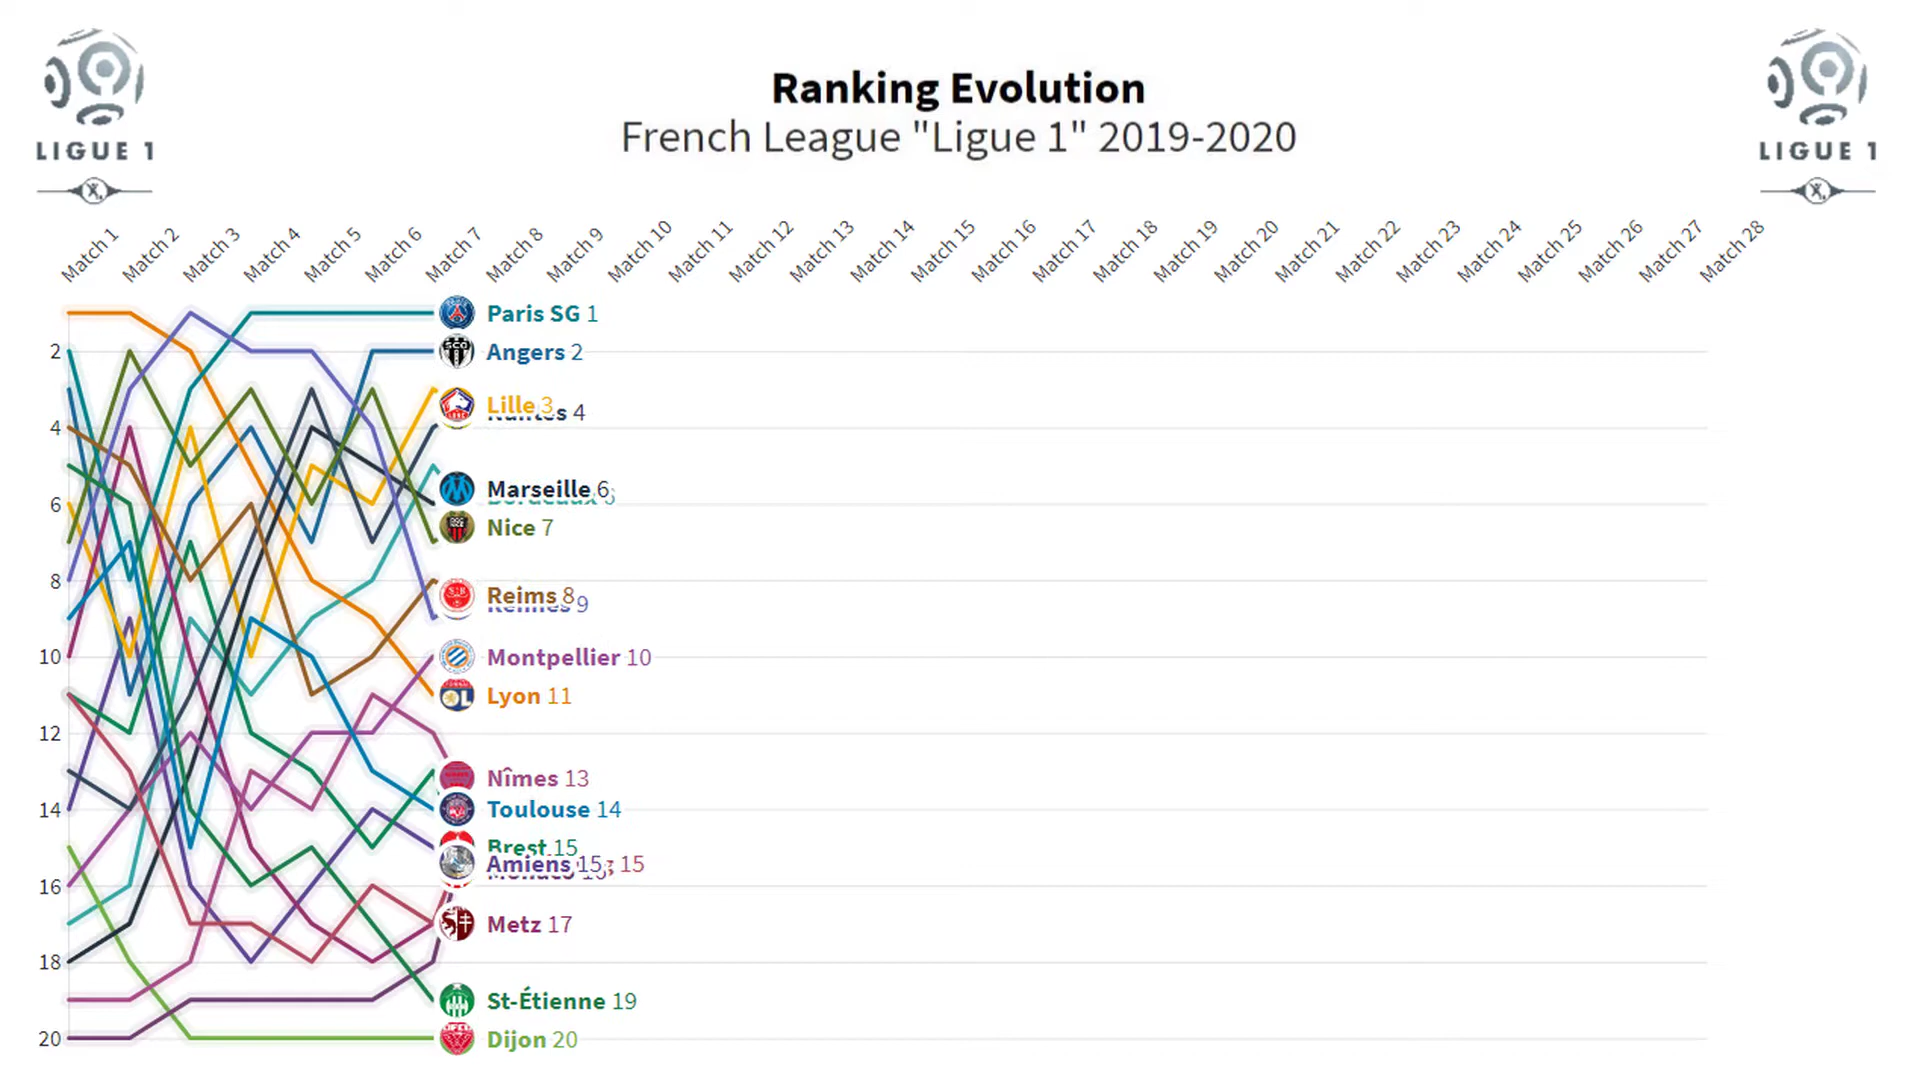 LIGUE 1
LIGUE 1
Ranking Evolution
French League "Ligue 1" 2019-2020
Match 1
Match 2
Match 3
Match 4
Match 5
Match 6
Match 7
Match 8
Match 9
Match 10
Match 11
Match 12
Match 13
Match 14
Match 15
Match 16
Match 17
Match 18
Match 19
Match 20
Match 21
Match 22
Match 23
Match 24
Match 25
Match 26
Match 27
Match 28
Paris SG 1
2
Angers 2
Lille 3
4
4
Marseille 6
6
Nice 7
8
Reims 8
9
10
Montpellier 10
Lyon 11
12
Nîmes 13
14
Toulouse 14
Brest 15
Amiens 15
15
16
Metz 17
18
St-Étienne 19
20
Dijon 20